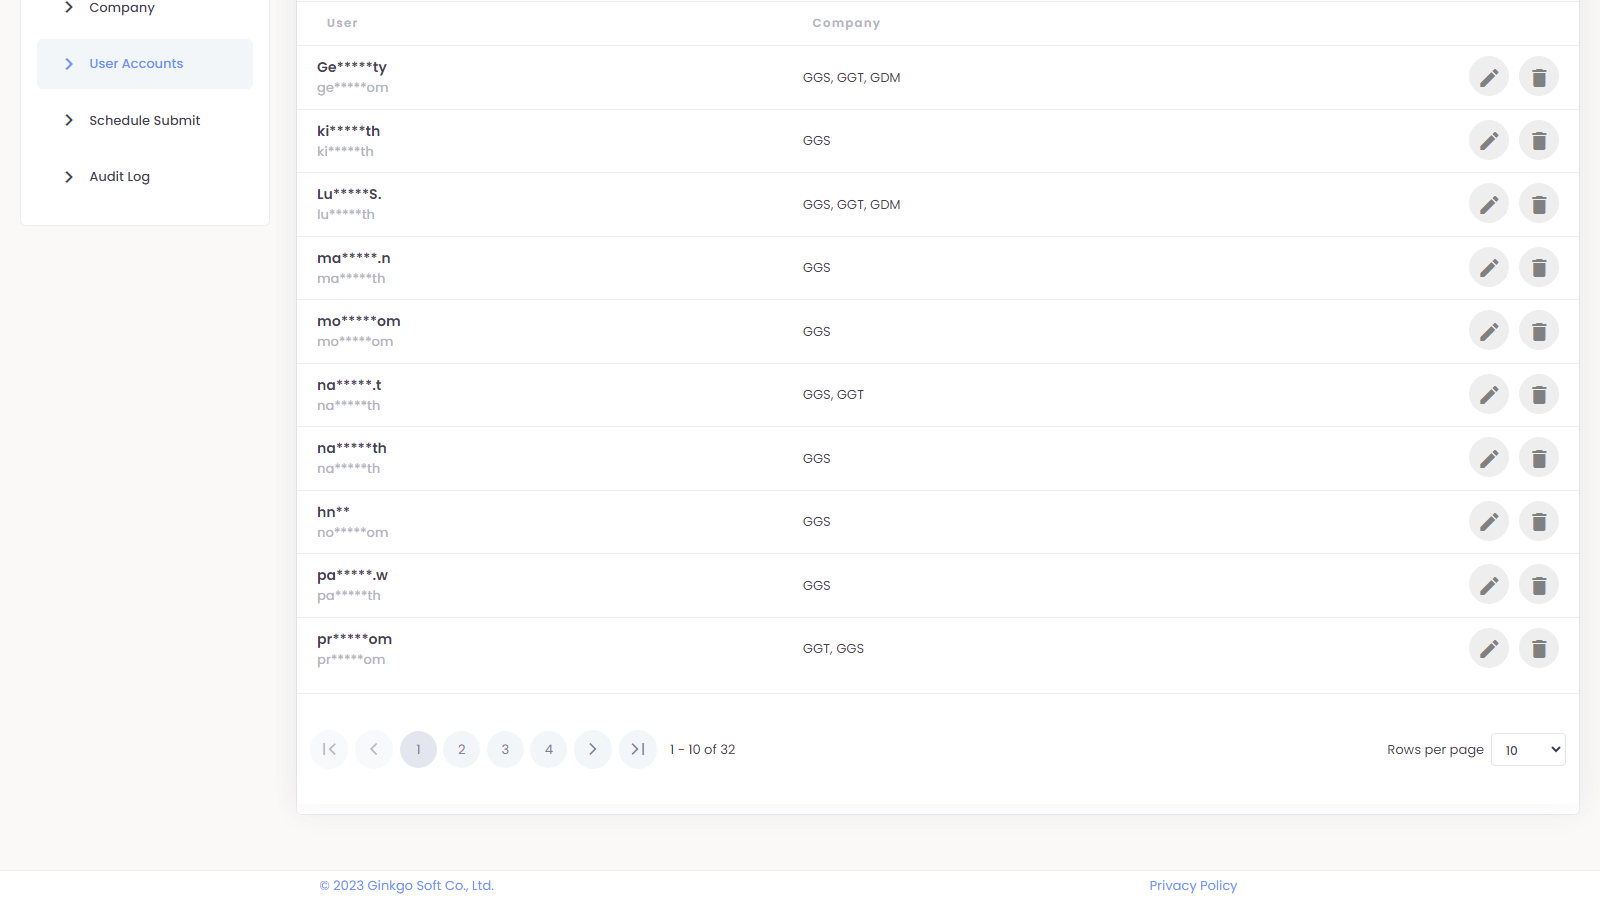 Company
User Accounts
Schedule Submit
Audit Log
User Company
Ge*****ty
ge*****om
GGS, GGT, GDM
ki*****th
ki*****th
GGS
Lu*****S.
lu*****th
GGS, GGT, GDM
ma*****.n
ma*****th
GGS
mo*****om
mo*****om
GGS
na*****.t
na*****th
GGS, GGT
na*****th
na*****th
GGS
hn**
no*****om
GGS
pa*****.w
pa*****th
GGS
pr*****om
pr*****om
GGT, GGS
1 2 3 4 1 - 10 of 32 Rows per page 10
© 2023 Ginkgo Soft Co., Ltd. Privacy Policy